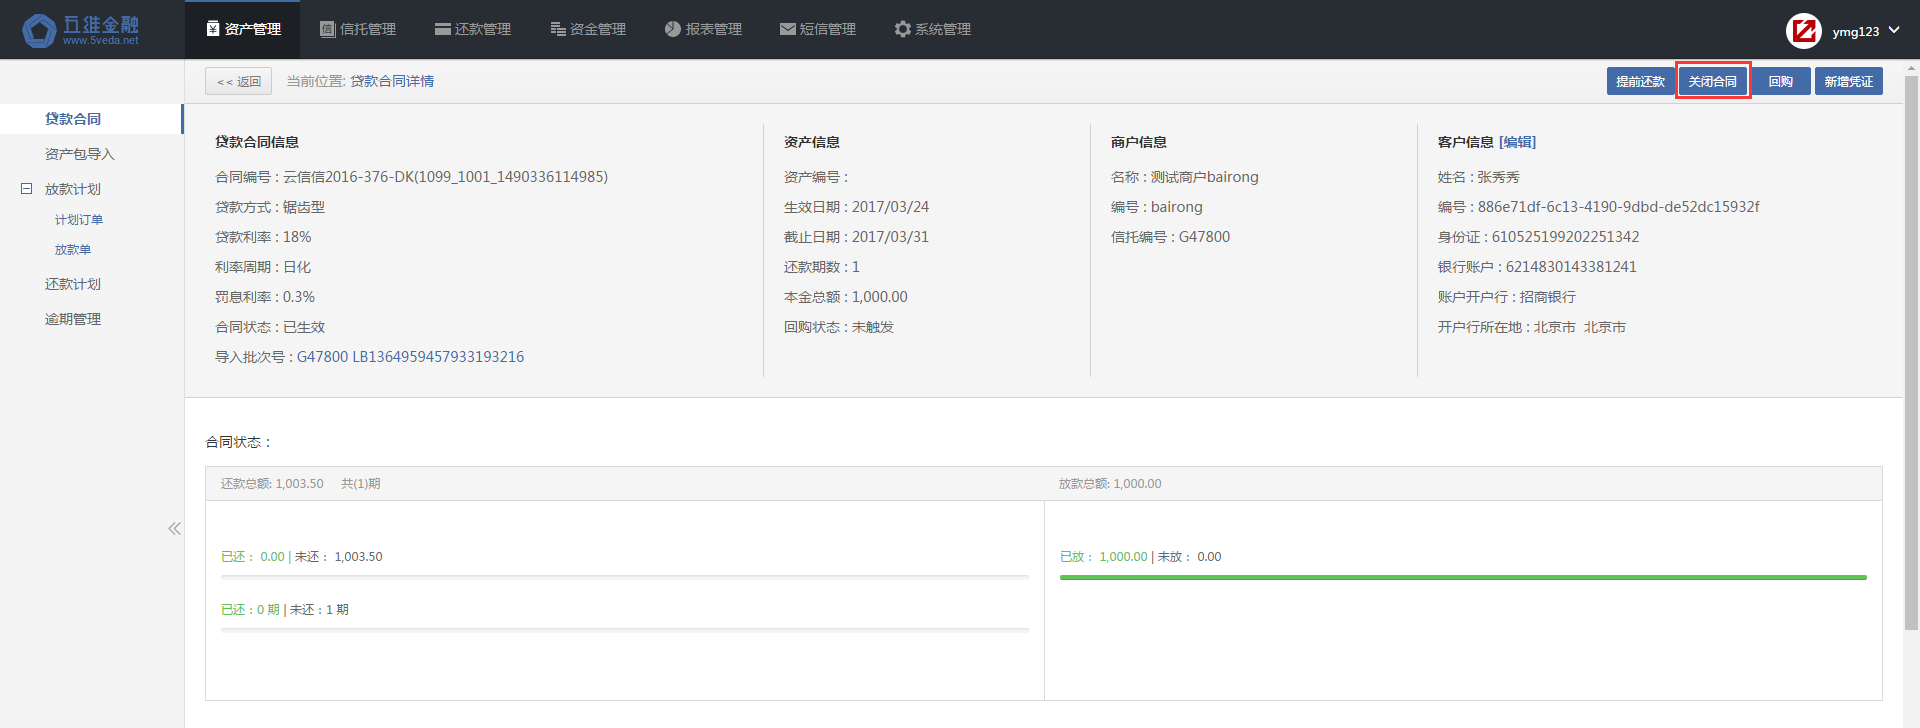 五维金融
www.5veda.net
资产管理 信托管理 还款管理 资金管理 报表管理 短信管理 系统管理
ymg123
<< 返回 当前位置: 贷款合同详情
提前还款 关闭合同 回购 新增凭证
贷款合同
资产包导入
放款计划
计划订单
放款单
还款计划
逾期管理
贷款合同信息
合同编号 : 云信信2016-376-DK(1099_1001_1490336114985)
贷款方式 : 锯齿型
贷款利率 : 18%
利率周期 : 日化
罚息利率 : 0.3%
合同状态 : 已生效
导入批次号 : G47800 LB1364959457933193216
资产信息
资产编号 :
生效日期 : 2017/03/24
截止日期 : 2017/03/31
还款期数 : 1
本金总额 : 1,000.00
回购状态 : 未触发
商户信息
名称 : 测试商户bairong
编号 : bairong
信托编号 : G47800
客户信息 [编辑]
姓名 : 张秀秀
编号 : 886e71df-6c13-4190-9dbd-de52dc15932f
身份证 : 610525199202251342
银行账户 : 6214830143381241
账户开户行 : 招商银行
开户行所在地 : 北京市 北京市
合同状态：
还款总额: 1,003.50 共(1)期
放款总额: 1,000.00
已还： 0.00 | 未还： 1,003.50
已还：0 期 | 未还：1 期
已放： 1,000.00 | 未放： 0.00